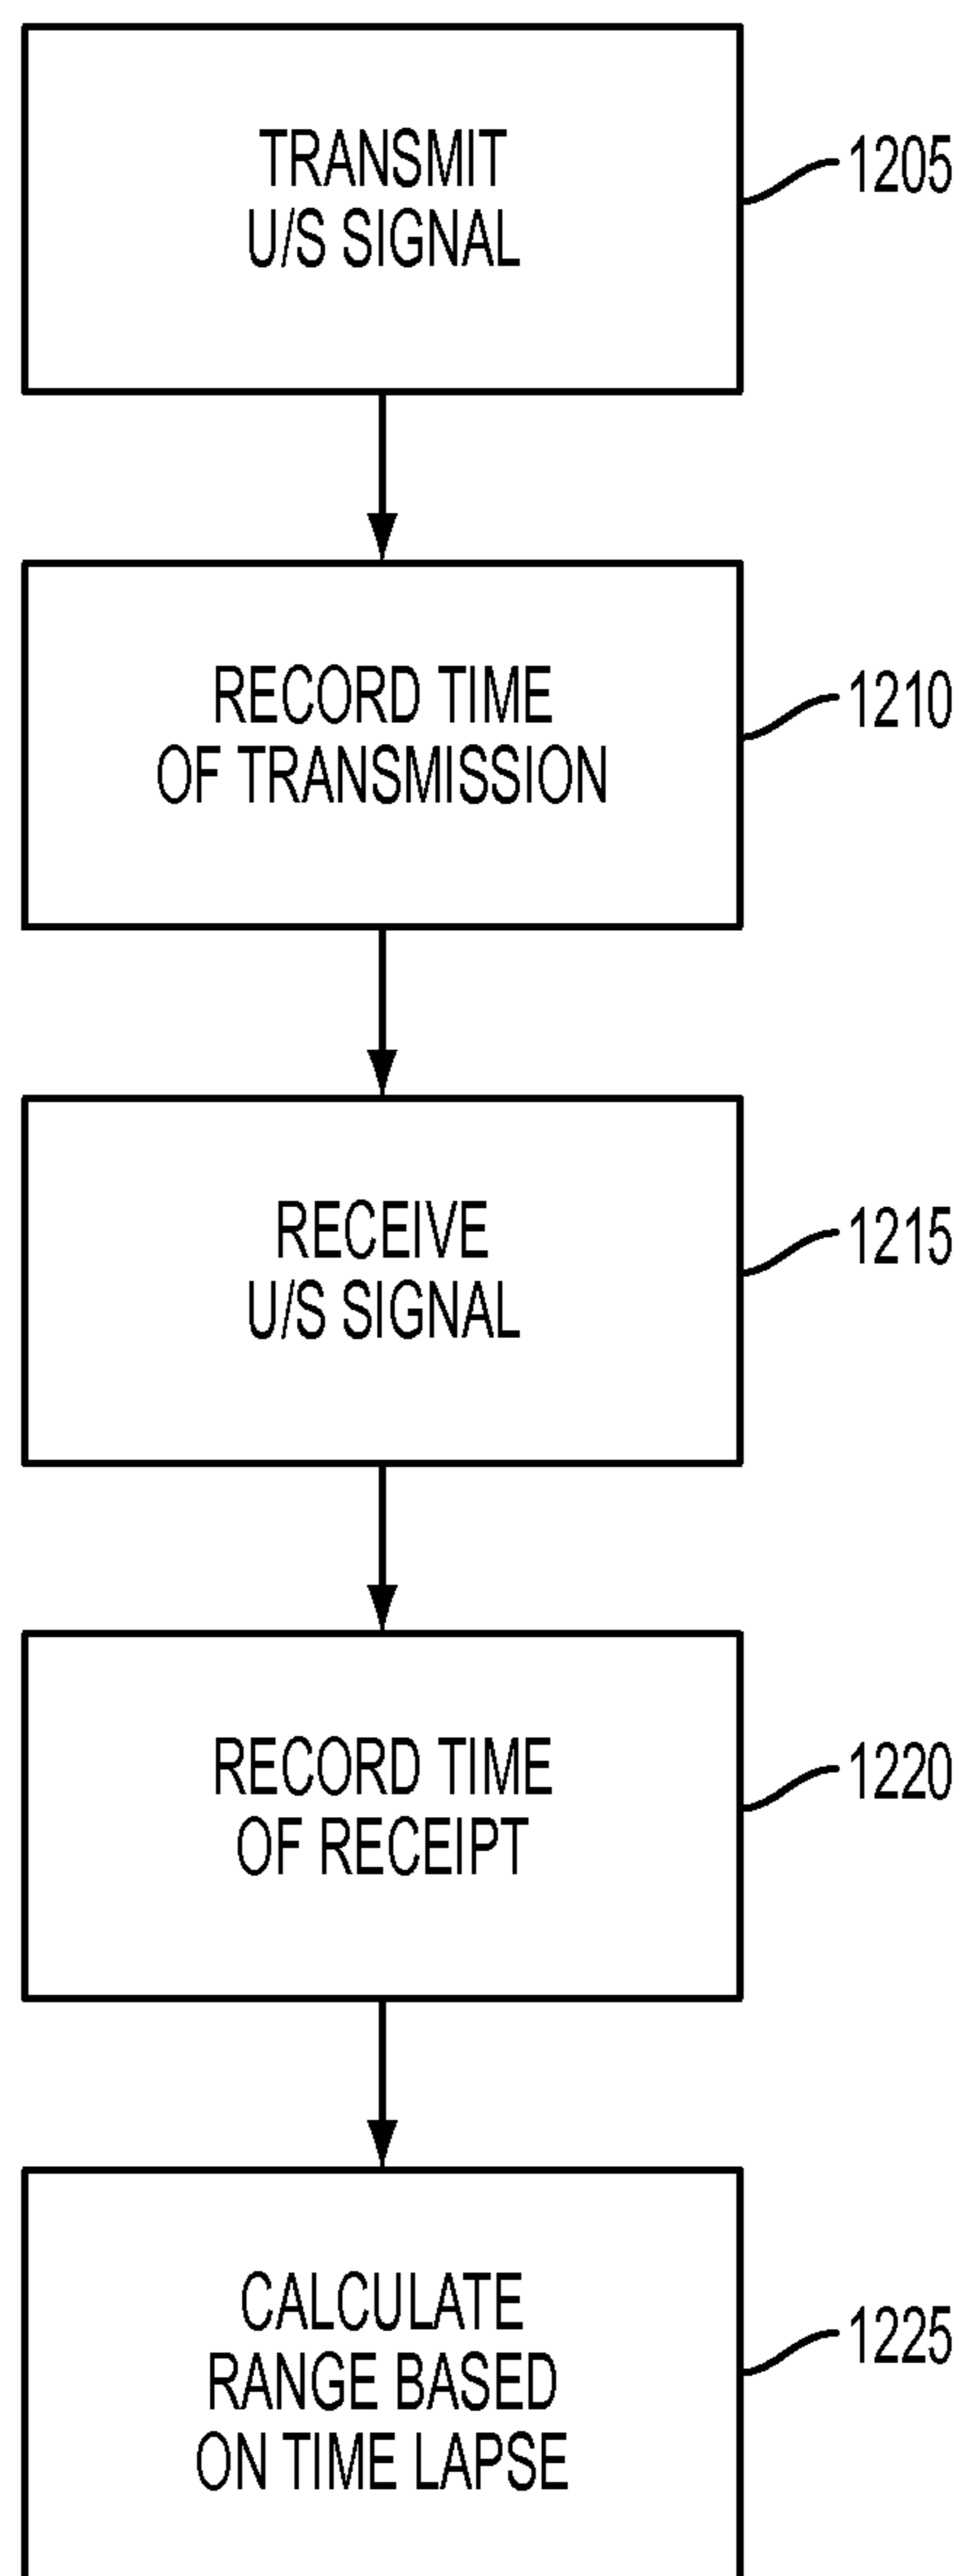 TRANSMIT
U/S SIGNAL
1205
RECORD TIME
OF TRANSMISSION
1210
RECEIVE
U/S SIGNAL
1215
RECORD TIME
OF RECEIPT
1220
CALCULATE
RANGE BASED
ON TIME LAPSE
1225